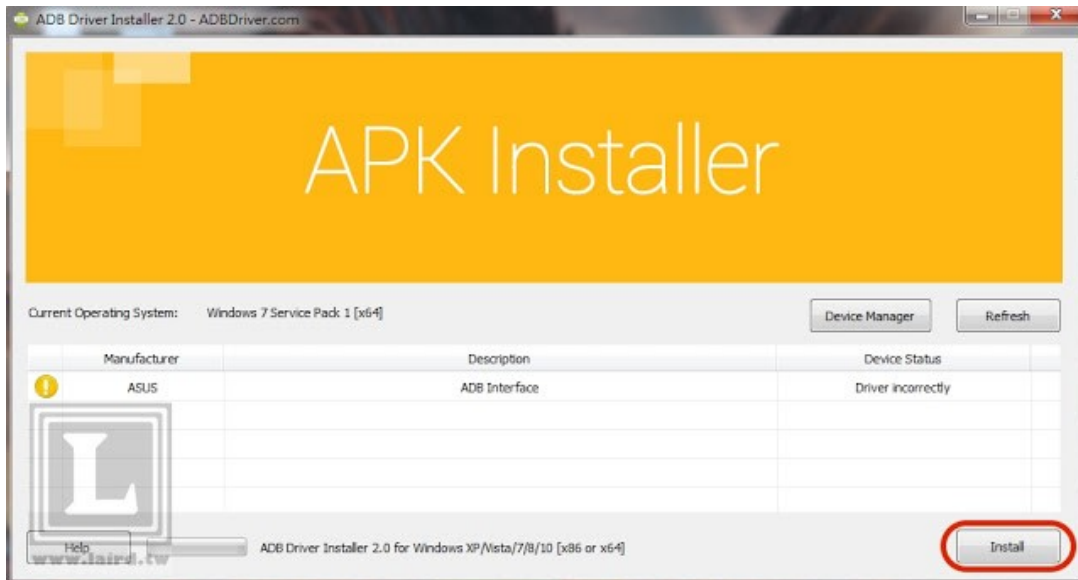 ADB Driver Installer 2.0 - ADBDriver.com
APK Installer
Current Operating System: Windows 7 Service Pack 1 [x64]
Device Manager
Refresh
Manufacturer Description Device Status
ASUS ADB Interface Driver incorrectly
L
Help
ADB Driver Installer 2.0 for Windows XP/Vista/7/8/10 [x86 or x64]
Install
www.laird.tw